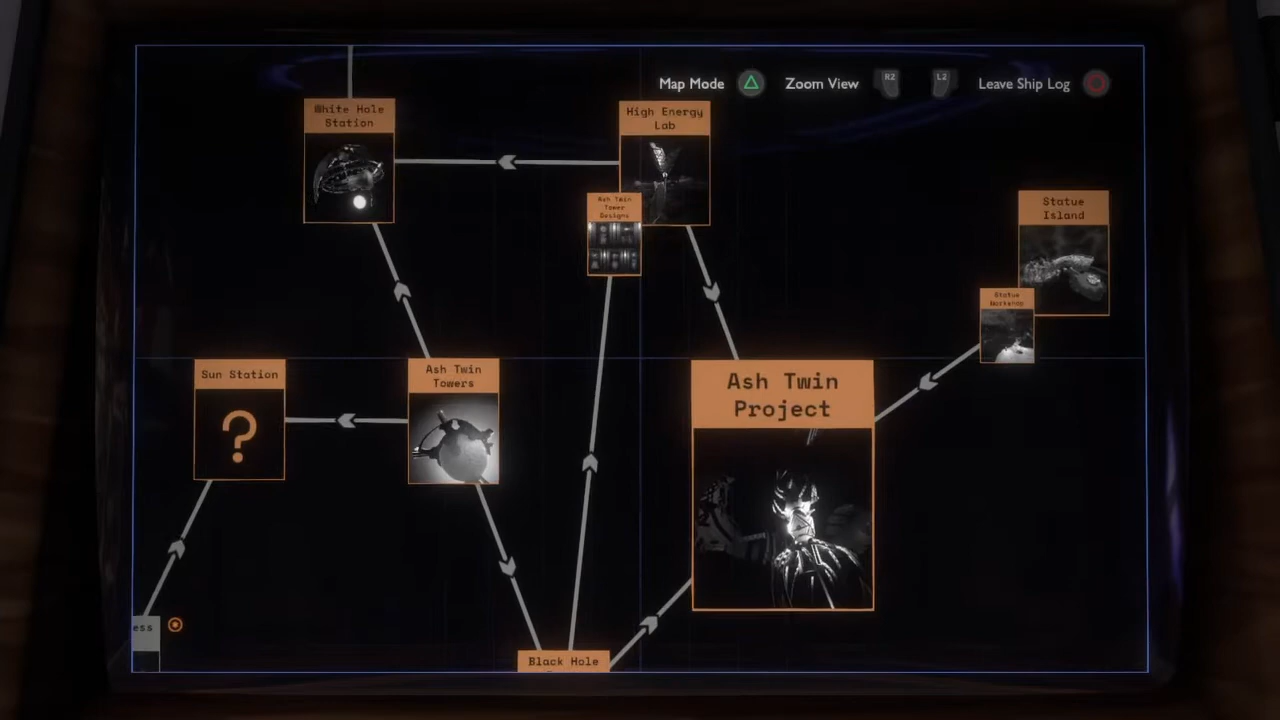 Map Mode
Zoom View
R2
L2
Leave Ship Log
White Hole
Station
High Energy
Lab
Ash Twin
Tower
Designs
Statue
Island
Statue
Workshop
Sun Station
?
Ash Twin
Towers
Ash Twin
Project
ess
Black Hole